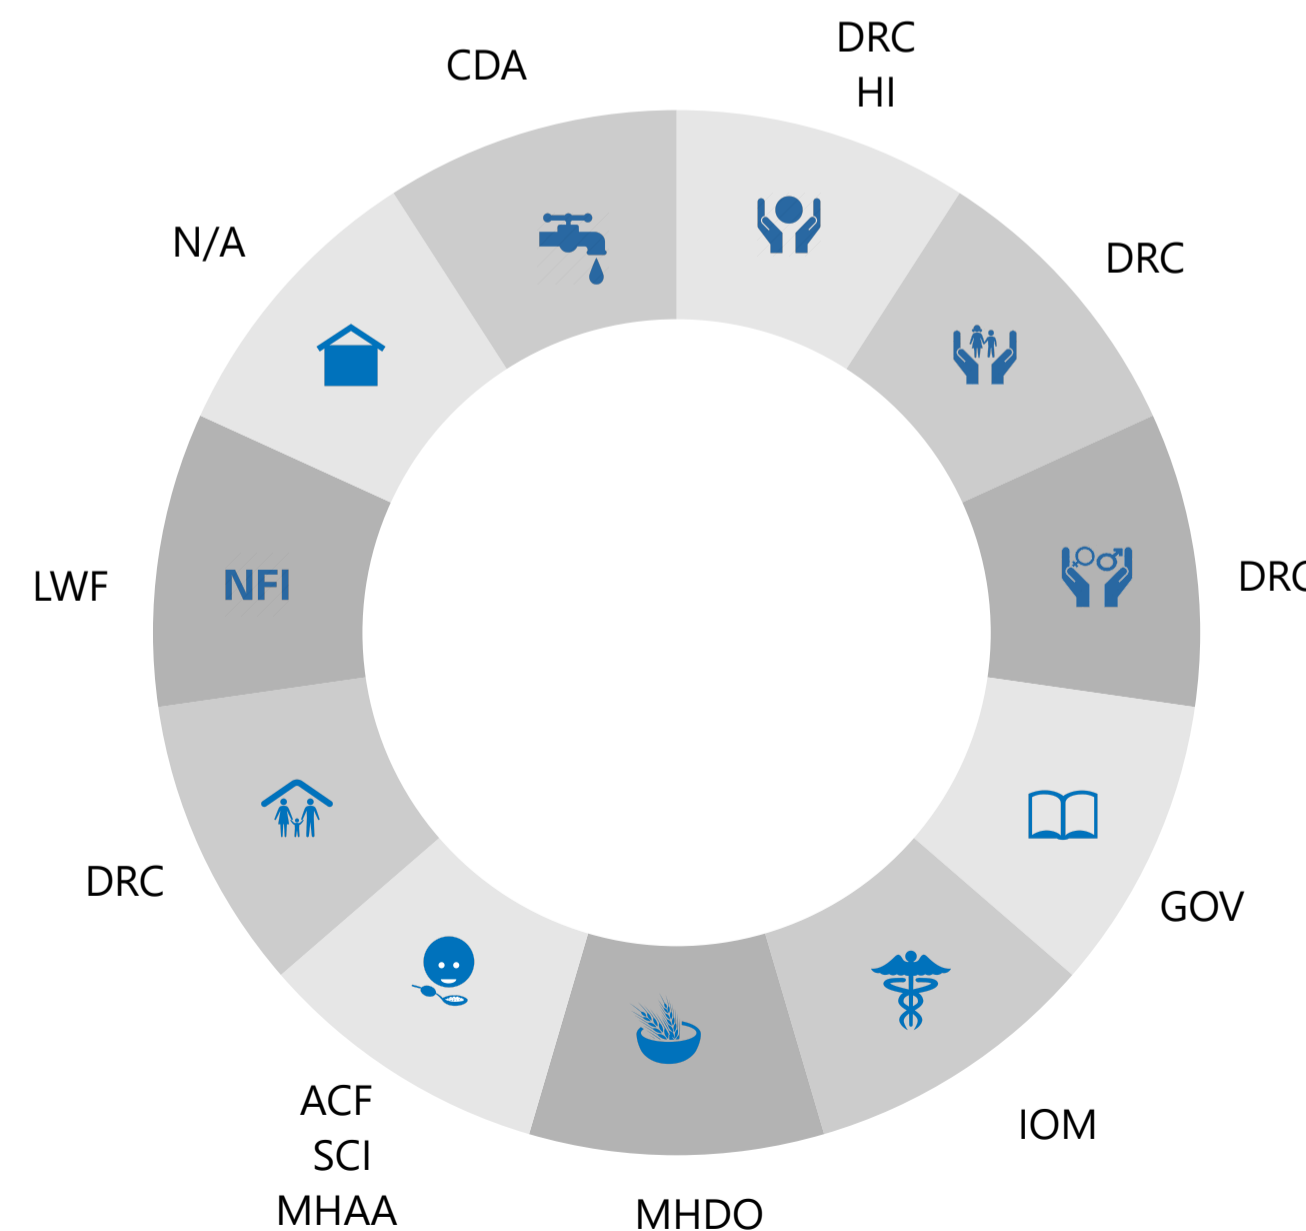 DRC
HI
CDA
N/A
DRC
NFI
LWF
DRC
DRC
GOV
ACF
SCI
MHAA
IOM
MHDO